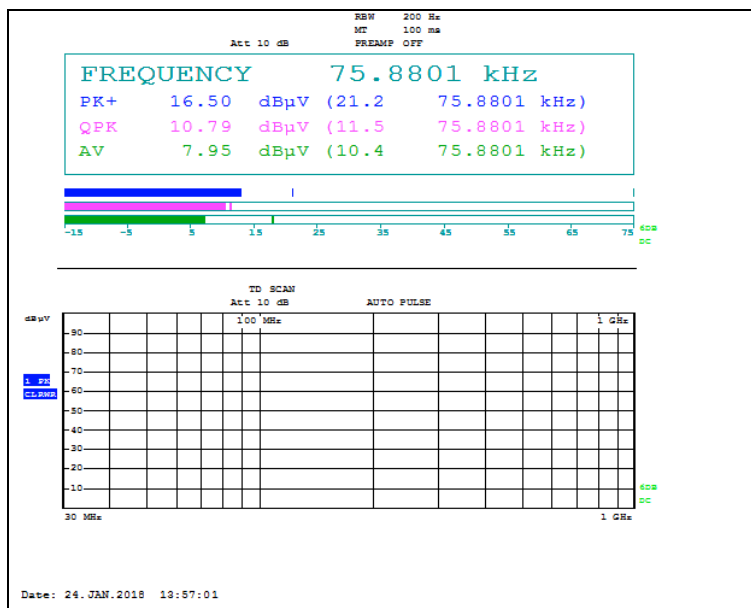 RBW 200 Hz
MT 100 ms
Att 10 dB PREAMP OFF
FREQUENCY 75.8801 kHz
PK+ 16.50 dBµV (21.2 75.8801 kHz)
QPK 10.79 dBµV (11.5 75.8801 kHz)
AV 7.95 dBµV (10.4 75.8801 kHz)
-15 -5 5 15 25 35 45 55 65 75
6DB
DC
TD SCAN
Att 10 dB AUTO PULSE
dBµV 100 MHz 1 GHz
90
80
70
1 PK
60
CLRWR
50
40
30
20
10
6DB
DC
30 MHz 1 GHz
Date: 24.JAN.2018 13:57:01